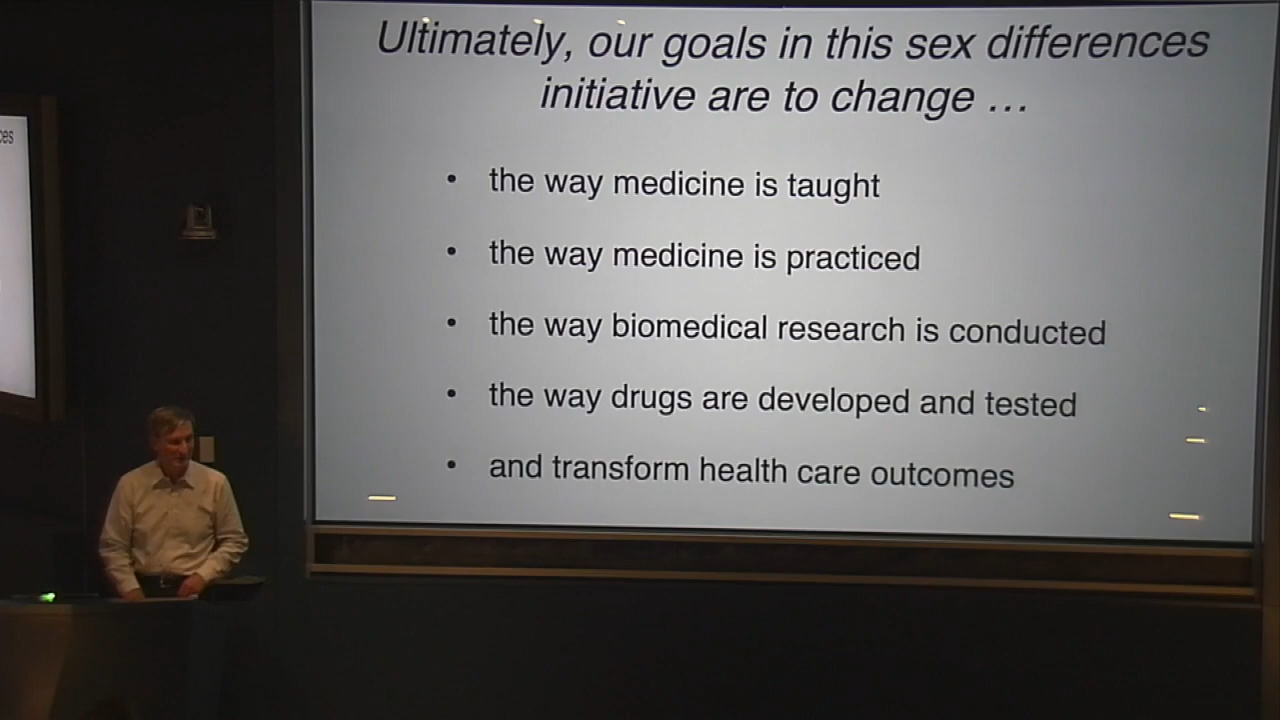 Ultimately, our goals in this sex differences
initiative are to change …
• the way medicine is taught
• the way medicine is practiced
• the way biomedical research is conducted
• the way drugs are developed and tested
• and transform health care outcomes